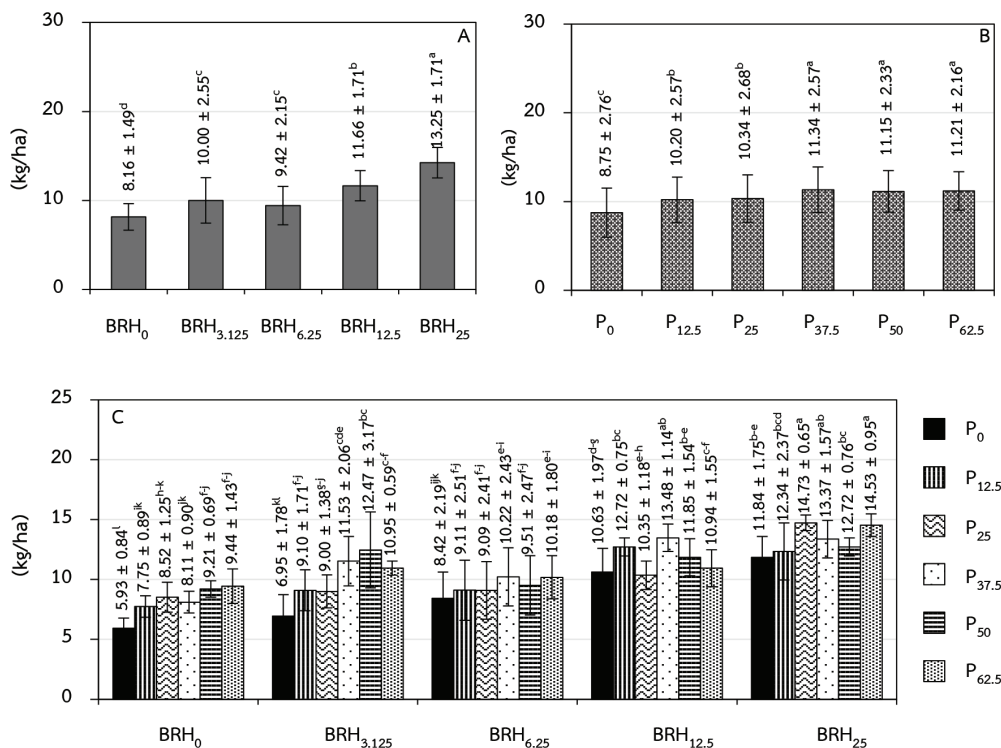 A
(kg/ha)
30
20
10
0
8.16 ± 1.49ᵈ
10.00 ± 2.55ᶜ
9.42 ± 2.15ᶜ
11.66 ± 1.71ᵇ
13.25 ± 1.71ᵃ
BRH₀ BRH₃.₁₂₅ BRH₆.₂₅ BRH₁₂.₅ BRH₂₅
B
(kg/ha)
30
20
10
0
8.75 ± 2.76ᶜ
10.20 ± 2.57ᵇ
10.34 ± 2.68ᵇ
11.34 ± 2.57ᵃ
11.15 ± 2.33ᵃ
11.21 ± 2.16ᵃ
P₀ P₁₂.₅ P₂₅ P₃₇.₅ P₅₀ P₆₂.₅
C
(kg/ha)
25
20
15
10
5
0
5.93 ± 0.84ˡ
7.75 ± 0.89ʲᵏ
8.52 ± 1.25ʰ⁻ᵏ
8.11 ± 0.90ʲᵏ
9.21 ± 0.69ᶠ⁻ʲ
9.44 ± 1.43ᶠ⁻ʲ
6.95 ± 1.78ᵏˡ
9.10 ± 1.71ᶠ⁻ʲ
9.00 ± 1.38ᵍ⁻ʲ
11.53 ± 2.06ᶜᵈᵉ
12.47 ± 3.17ᵇᶜ
10.95 ± 0.59ᶜ⁻ᶠ
8.42 ± 2.19ⁱʲᵏ
9.11 ± 2.51ᶠ⁻ʲ
9.09 ± 2.41ᶠ⁻ʲ
10.22 ± 2.43ᵉ⁻ⁱ
9.51 ± 2.47ᶠ⁻ʲ
10.18 ± 1.80ᵉ⁻ⁱ
10.63 ± 1.97ᵈ⁻ᵍ
12.72 ± 0.75ᵇᶜ
10.35 ± 1.18ᵉ⁻ʰ
13.48 ± 1.14ᵃᵇ
11.85 ± 1.54ᵇ⁻ᵉ
10.94 ± 1.55ᶜ⁻ᶠ
11.84 ± 1.75ᵇ⁻ᵉ
12.34 ± 2.37ᵇᶜᵈ
14.73 ± 0.65ᵃ
13.37 ± 1.57ᵃᵇ
12.72 ± 0.76ᵇᶜ
14.53 ± 0.95ᵃ
BRH₀ BRH₃.₁₂₅ BRH₆.₂₅ BRH₁₂.₅ BRH₂₅
P₀
P₁₂.₅
P₂₅
P₃₇.₅
P₅₀
P₆₂.₅